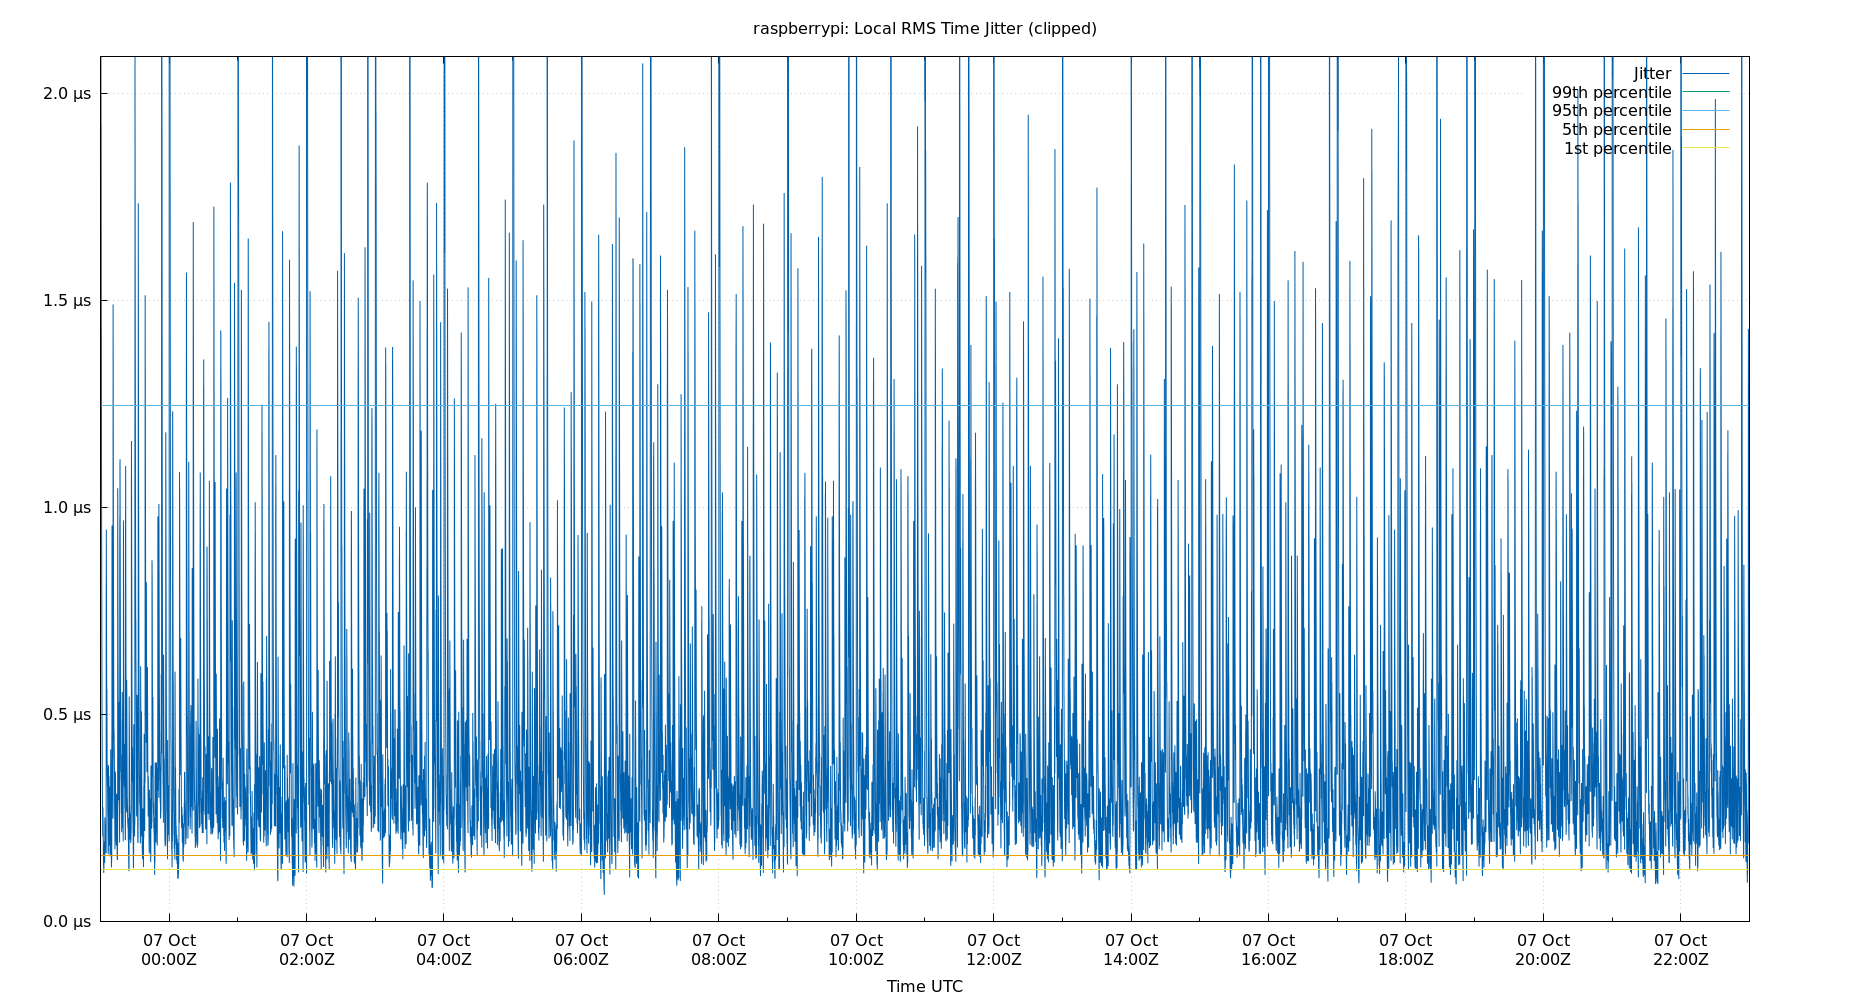 raspberrypi: Local RMS Time Jitter (clipped)
2.0 µs
1.5 µs
1.0 µs
0.5 µs
0.0 µs
Jitter
99th percentile
95th percentile
5th percentile
1st percentile
07 Oct 07 Oct 07 Oct 07 Oct 07 Oct 07 Oct 07 Oct 07 Oct 07 Oct 07 Oct 07 Oct 07 Oct
00:00Z 02:00Z 04:00Z 06:00Z 08:00Z 10:00Z 12:00Z 14:00Z 16:00Z 18:00Z 20:00Z 22:00Z
Time UTC